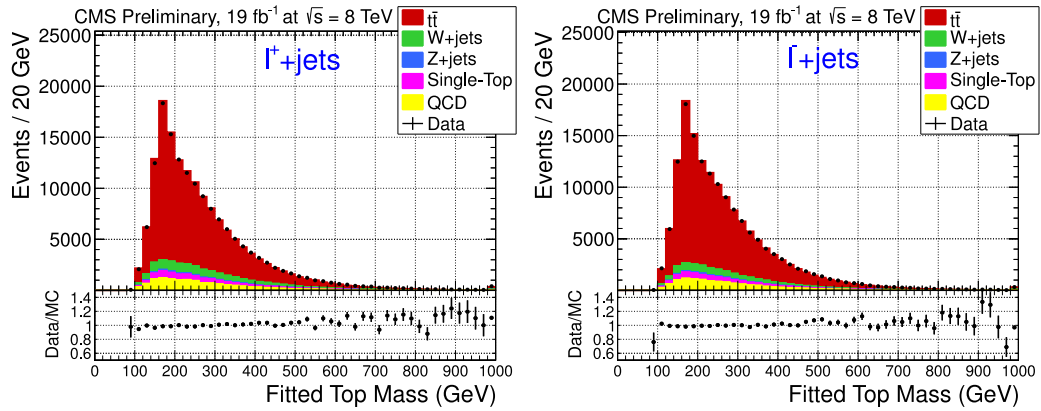 CMS Preliminary, 19 fb⁻¹ at √s = 8 TeV
Events / 20 GeV
25000
20000
15000
10000
5000
l⁺+jets
tt̄
W+jets
Z+jets
Single-Top
QCD
Data
Data/MC
1.4
1.2
1
0.8
0.6
0 100 200 300 400 500 600 700 800 900 1000
Fitted Top Mass (GeV)
CMS Preliminary, 19 fb⁻¹ at √s = 8 TeV
Events / 20 GeV
25000
20000
15000
10000
5000
l⁻+jets
tt̄
W+jets
Z+jets
Single-Top
QCD
Data
Data/MC
1.4
1.2
1
0.8
0.6
0 100 200 300 400 500 600 700 800 900 1000
Fitted Top Mass (GeV)